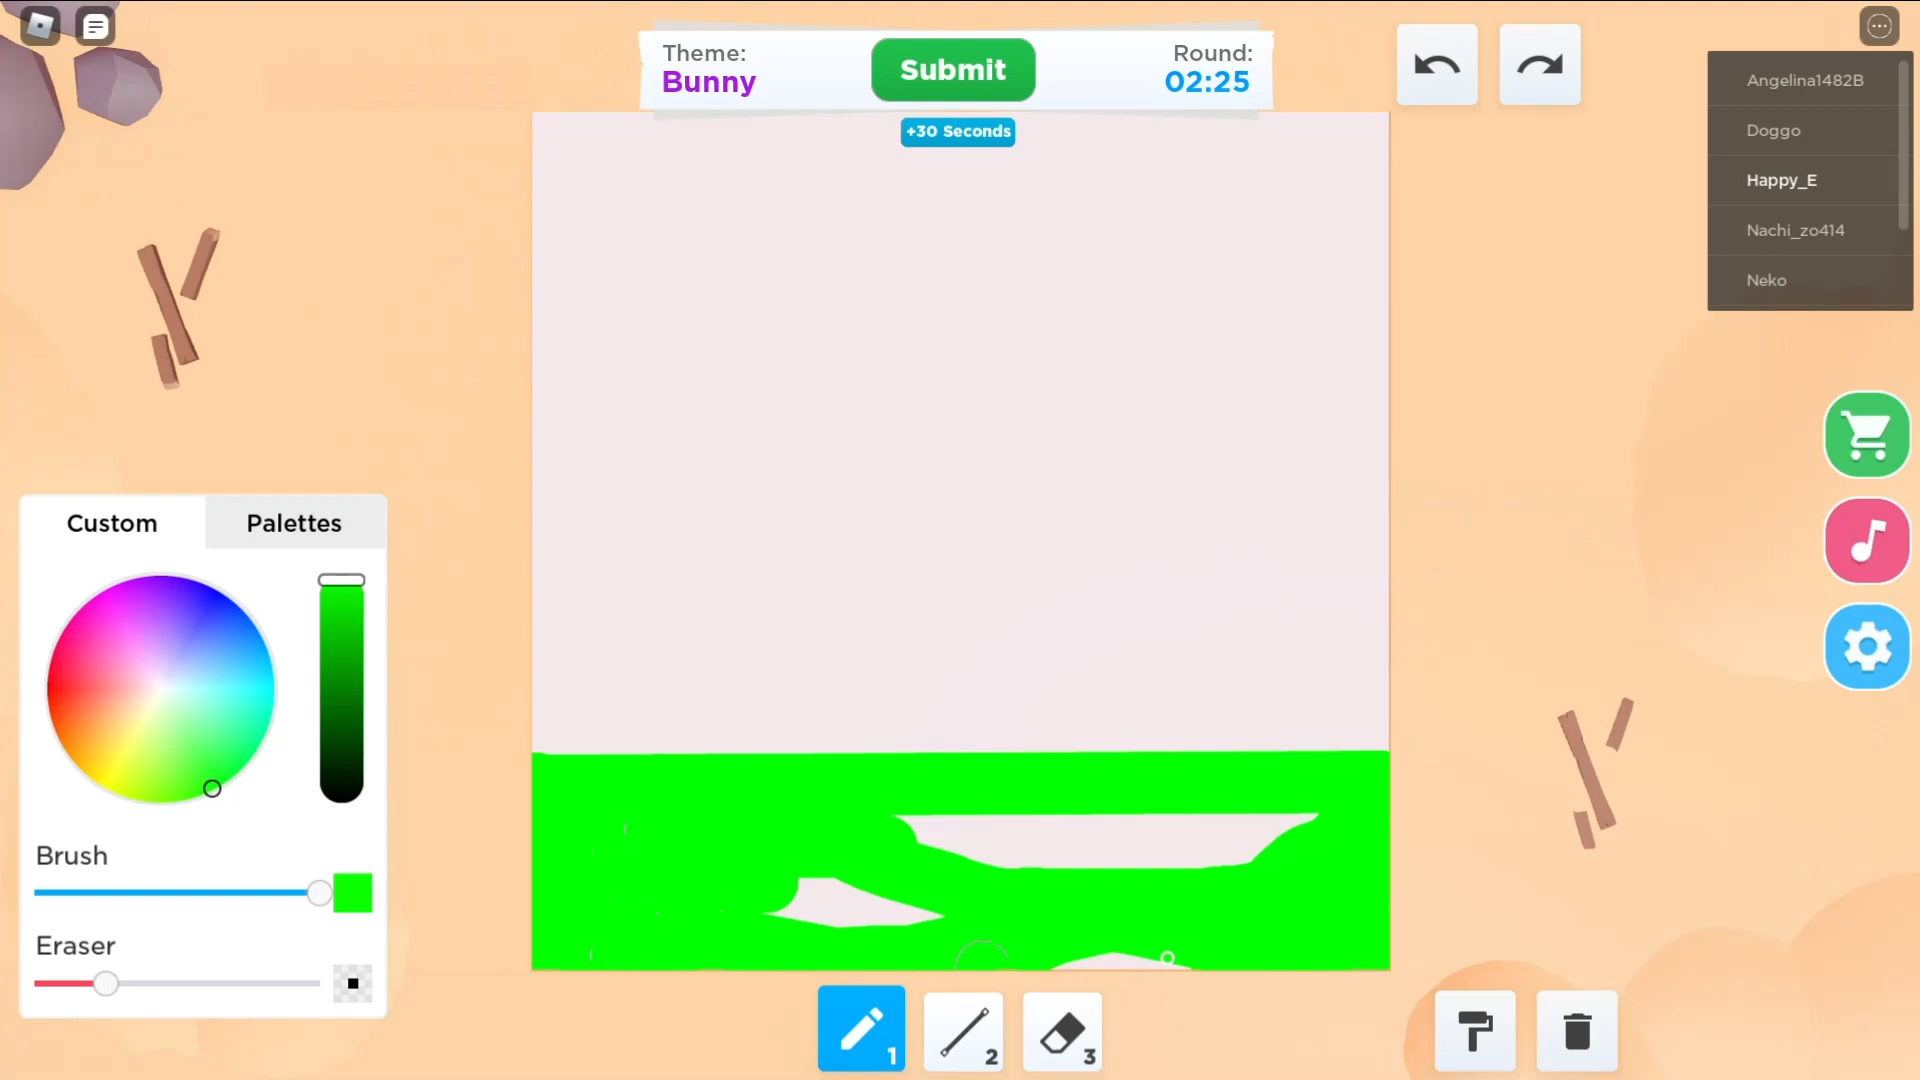 Theme:
Bunny
Submit
Round:
02:25
+30 Seconds
Angelina1482B
Doggo
Happy_E
Nachi_zo414
Neko
Custom
Palettes
Brush
Eraser
1
2
3